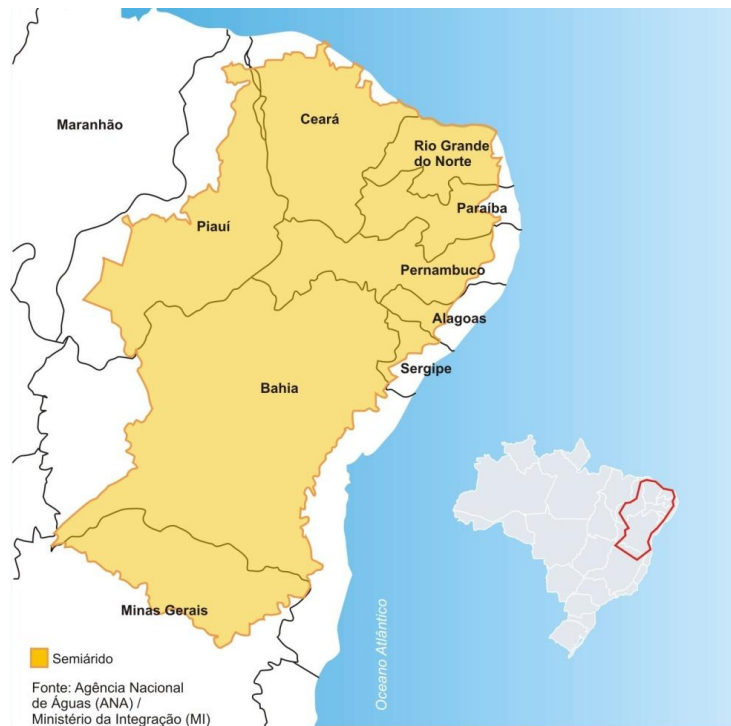 Maranhão
Ceará
Rio Grande
do Norte
Paraíba
Piauí
Pernambuco
Alagoas
Sergipe
Bahia
Minas Gerais
Oceano Atlântico
Semiárido
Fonte: Agência Nacional
de Águas (ANA) /
Ministério da Integração (MI)